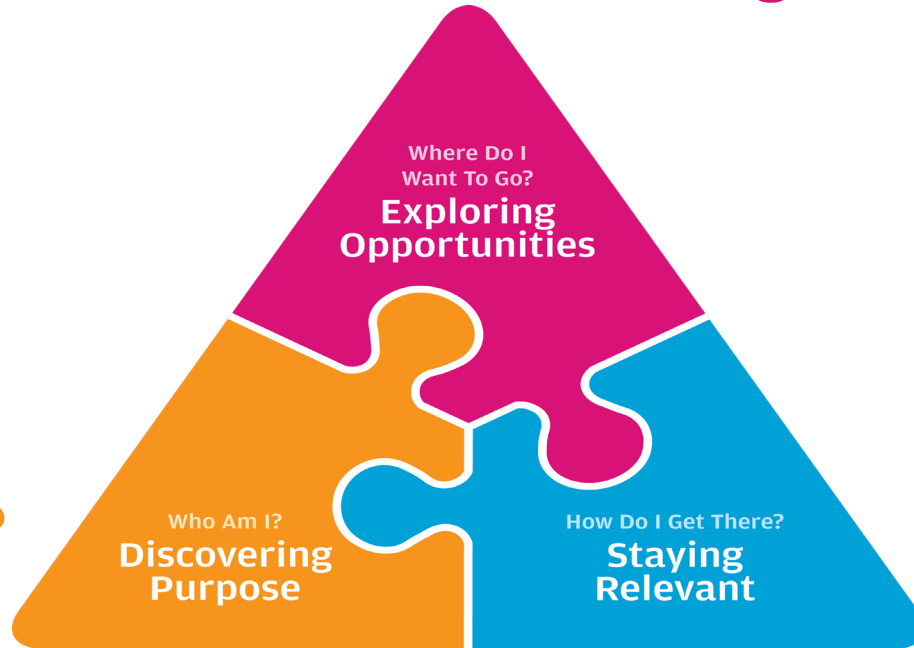 Where Do I
Want To Go?
Exploring
Opportunities
Who Am I?
Discovering
Purpose
How Do I Get There?
Staying
Relevant